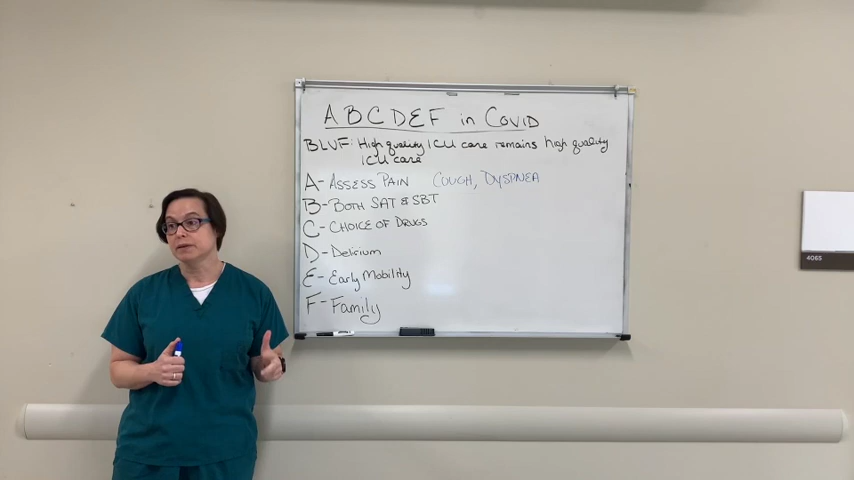 ABCDEF in COVID
BLUF: High quality ICU care remains high quality
ICU care
A- ASSESS PAIN COUGH, DYSPNEA
B- BOTH SAT & SBT
C- CHOICE OF DRUGS
D- Delirium
E- Early Mobility
F- Family
4065